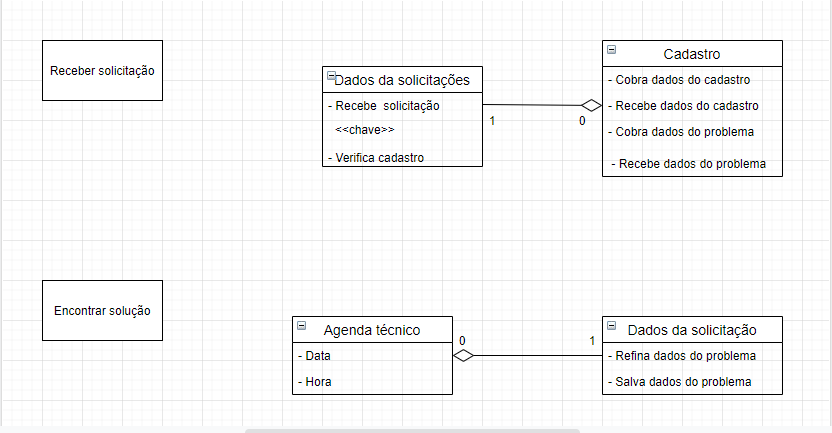 Receber solicitação
Dados da solicitações
- Recebe solicitação
<<chave>>
- Verifica cadastro
1
0
Cadastro
- Cobra dados do cadastro
- Recebe dados do cadastro
- Cobra dados do problema
- Recebe dados do problema
Encontrar solução
Agenda técnico
- Data
- Hora
0
1
Dados da solicitação
- Refina dados do problema
- Salva dados do problema